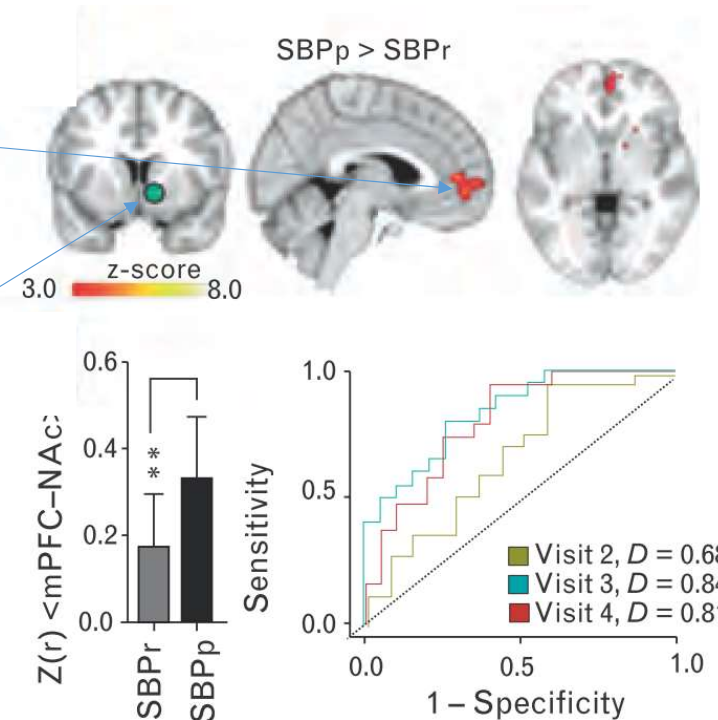 SBPp > SBPr
z-score
3.0
8.0
0.6
0.4
0.2
0.0
**
Z(r) <mPFC–NAc>
SBPr
SBPp
1.0
0.5
0.0
Sensitivity
Visit 2, D = 0.68
Visit 3, D = 0.84
Visit 4, D = 0.81
0.0
0.5
1.0
1 – Specificity